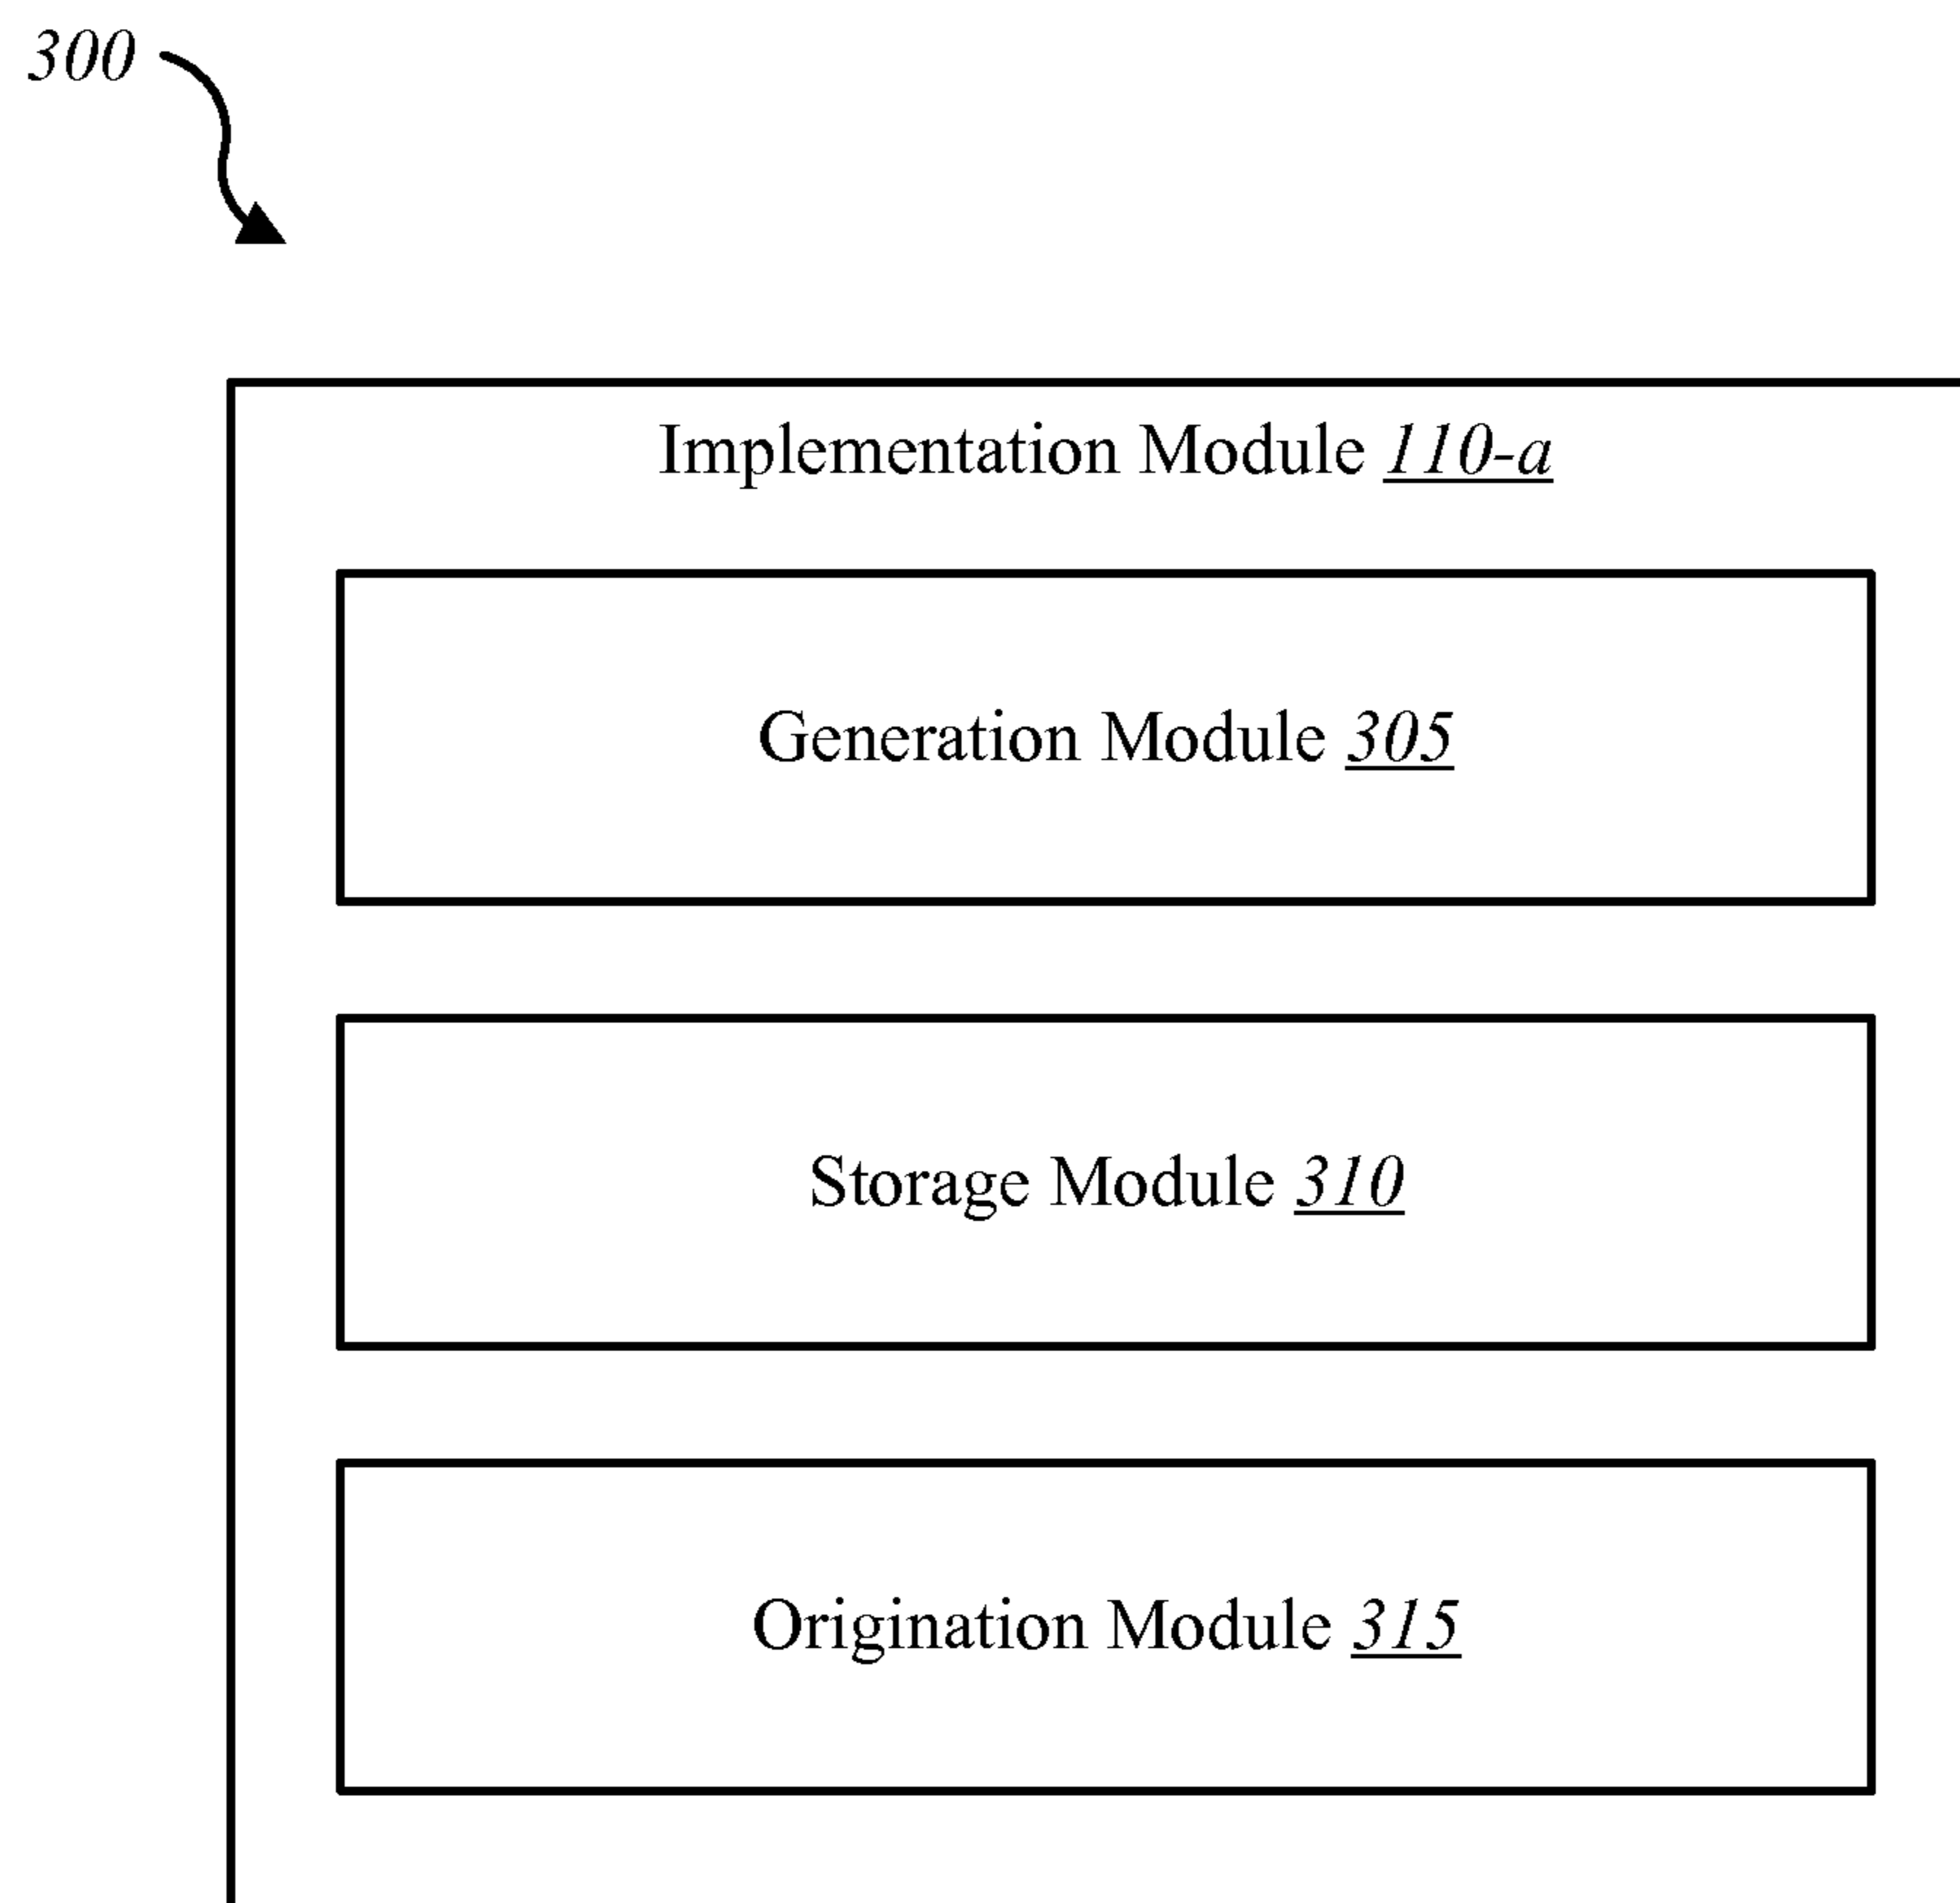 300
Implementation Module 110-a
Generation Module 305
Storage Module 310
Origination Module 315